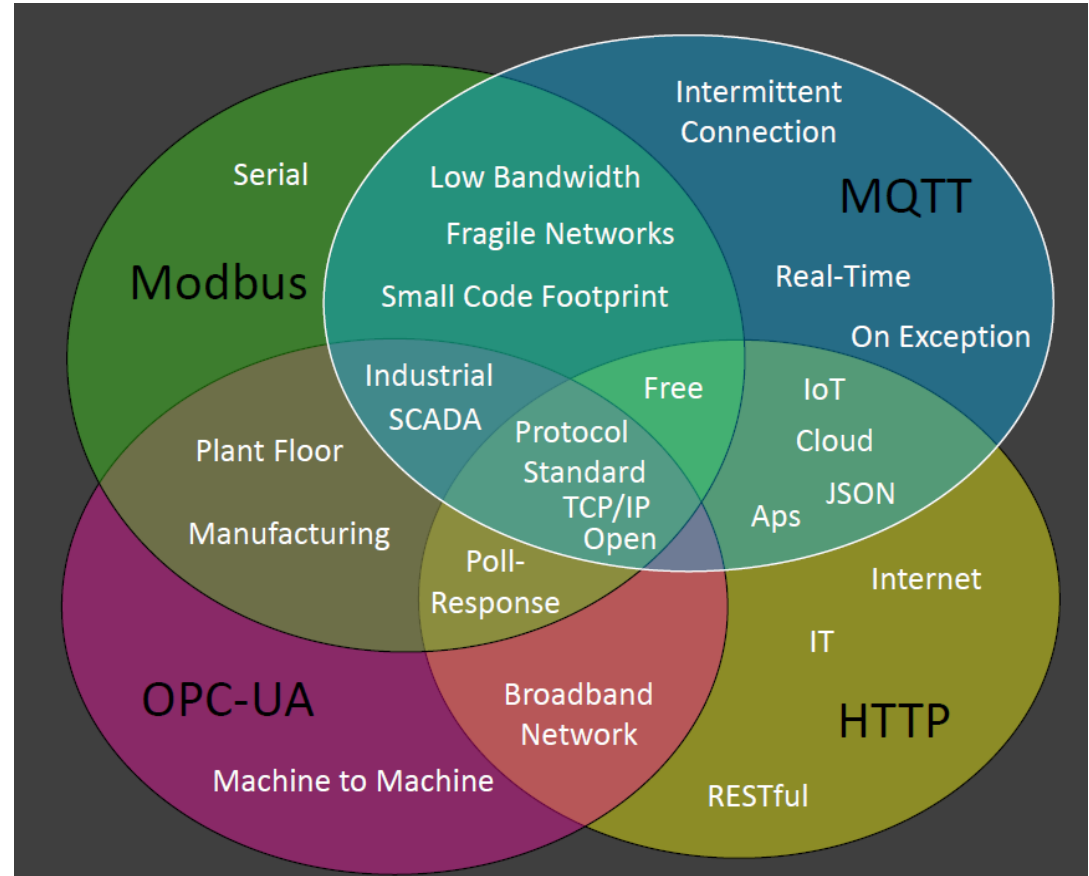 Intermittent
Connection
Serial
Low Bandwidth
MQTT
Fragile Networks
Modbus
Real-Time
Small Code Footprint
On Exception
Industrial
SCADA
Free
IoT
Protocol
Standard
TCP/IP
Open
Cloud
JSON
Aps
Plant Floor
Manufacturing
Poll-
Response
Internet
IT
OPC-UA
Broadband
Network
HTTP
Machine to Machine
RESTful